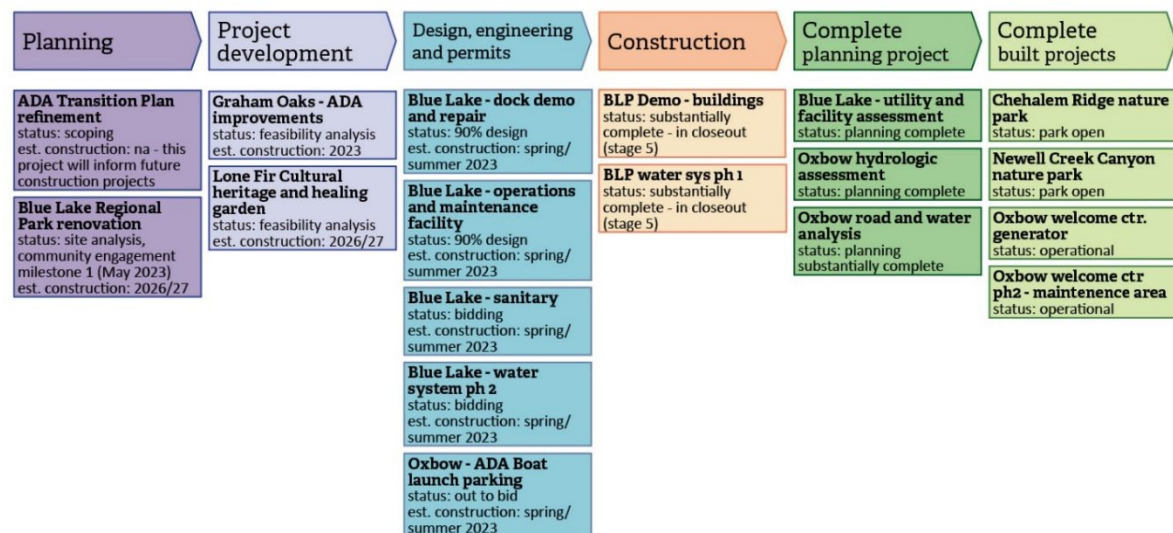 Planning
Project
development
Design, engineering
and permits
Construction
Complete
planning project
Complete
built projects
ADA Transition Plan
refinement
status: scoping
est. construction: na - this
project will inform future
construction projects
Blue Lake Regional
Park renovation
status: site analysis,
community engagement
milestone 1 (May 2023)
est. construction: 2026/27
Graham Oaks - ADA
improvements
status: feasibility analysis
est. construction: 2023
Lone Fir Cultural
heritage and healing
garden
status: feasibility analysis
est. construction: 2026/27
Blue Lake - dock demo
and repair
status: 90% design
est. construction: spring/
summer 2023
Blue Lake - operations
and maintenance
facility
status: 90% design
est. construction: spring/
summer 2023
Blue Lake - sanitary
status: bidding
est. construction: spring/
summer 2023
Blue Lake - water
system ph 2
status: bidding
est. construction: spring/
summer 2023
Oxbow - ADA Boat
launch parking
status: out to bid
est. construction: spring/
summer 2023
BLP Demo - buildings
status: substantially
complete - in closeout
(stage 5)
BLP water sys ph 1
status: substantially
complete - in closeout
(stage 5)
Blue Lake - utility and
facility assessment
status: planning complete
Oxbow hydrologic
assessment
status: planning complete
Oxbow road and water
analysis
status: planning
substantially complete
Chehalem Ridge nature
park
status: park open
Newell Creek Canyon
nature park
status: park open
Oxbow welcome ctr.
generator
status: operational
Oxbow welcome ctr
ph2 - maintenence area
status: operational